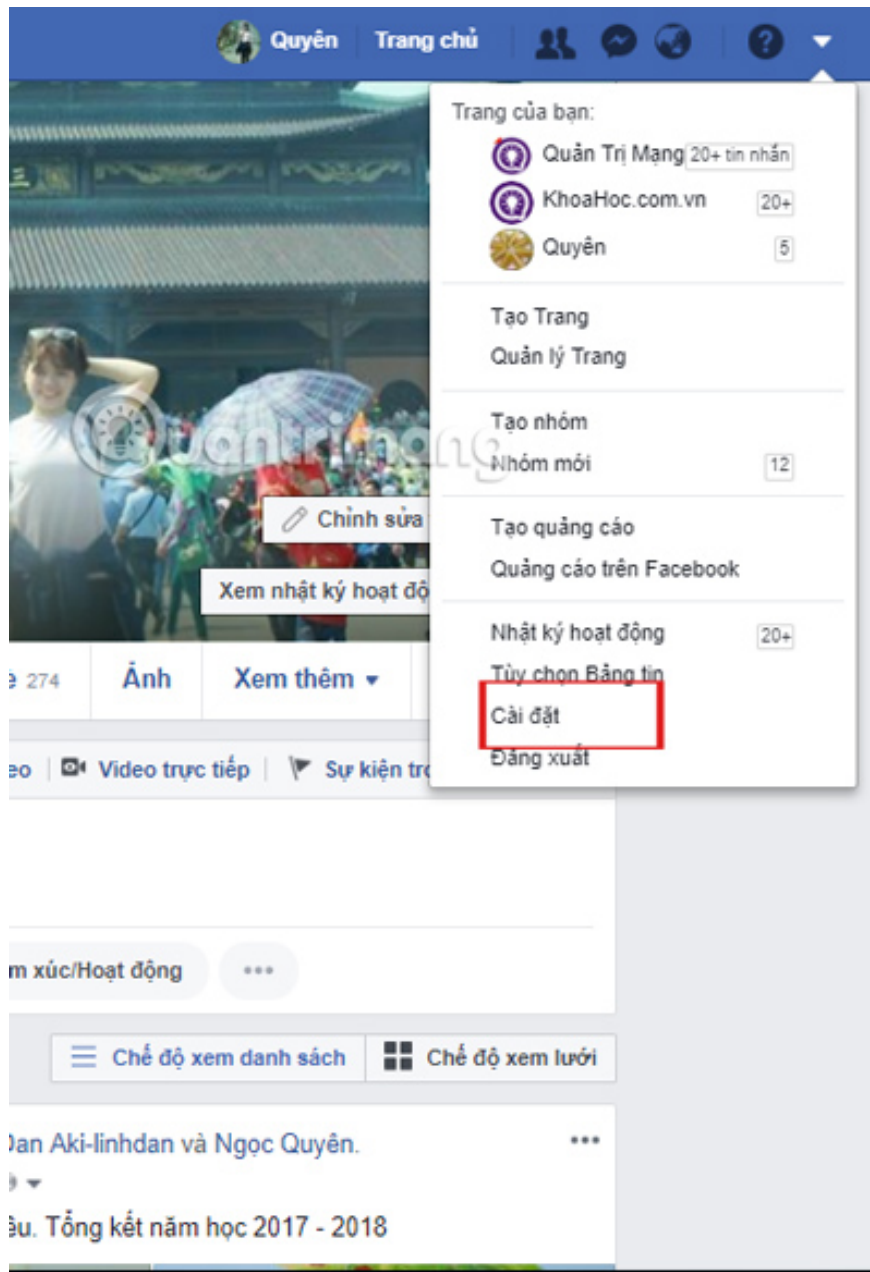 Quyên Trang chủ
Trang của bạn:
Quản Trị Mạng 20+ tin nhắn
KhoaHoc.com.vn 20+
Quyên 5
Tạo Trang
Quản lý Trang
Tạo nhóm
Nhóm mới 12
Tạo quảng cáo
Quảng cáo trên Facebook
Nhật ký hoạt động 20+
Tùy chọn Bảng tin
Cài đặt
Đăng xuất
Quantrimang
Chỉnh sửa
Xem nhật ký hoạt độ
274 Ảnh Xem thêm
eo Video trực tiếp Sự kiện tro
m xúc/Hoạt động
Chế độ xem danh sách Chế độ xem lưới
Dan Aki-linhdan và Ngọc Quyên.
êu. Tổng kết năm học 2017 - 2018